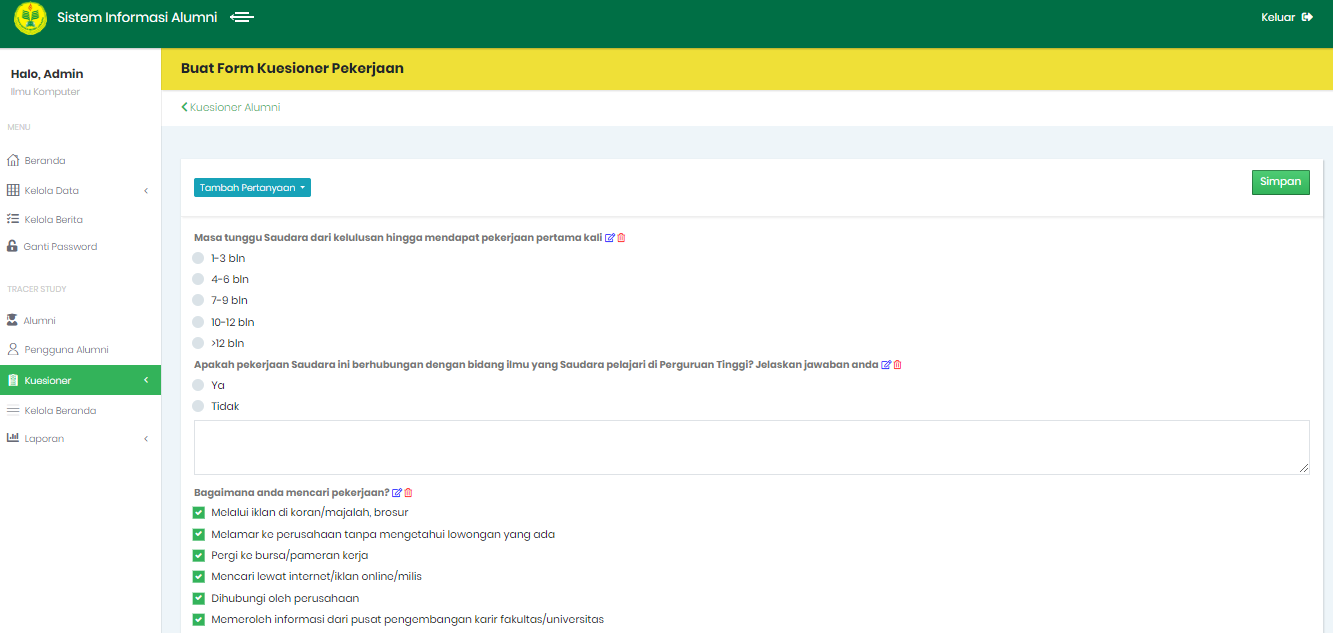 Sistem Informasi Alumni
Keluar
Halo, Admin
Ilmu Komputer
MENU
Beranda
Kelola Data
Kelola Berita
Ganti Password
TRACER STUDY
Alumni
Pengguna Alumni
Kuesioner
Kelola Beranda
Laporan
Buat Form Kuesioner Pekerjaan
Kuesioner Alumni
Tambah Pertanyaan
Simpan
Masa tunggu Saudara dari kelulusan hingga mendapat pekerjaan pertama kali
1-3 bln
4-6 bln
7-9 bln
10-12 bln
>12 bln
Apakah pekerjaan Saudara ini berhubungan dengan bidang ilmu yang Saudara pelajari di Perguruan Tinggi? Jelaskan jawaban anda
Ya
Tidak
Bagaimana anda mencari pekerjaan?
Melalui iklan di koran/majalah, brosur
Melamar ke perusahaan tanpa mengetahui lowongan yang ada
Pergi ke bursa/pameran kerja
Mencari lewat internet/iklan online/milis
Dihubungi oleh perusahaan
Memeroleh informasi dari pusat pengembangan karir fakultas/universitas